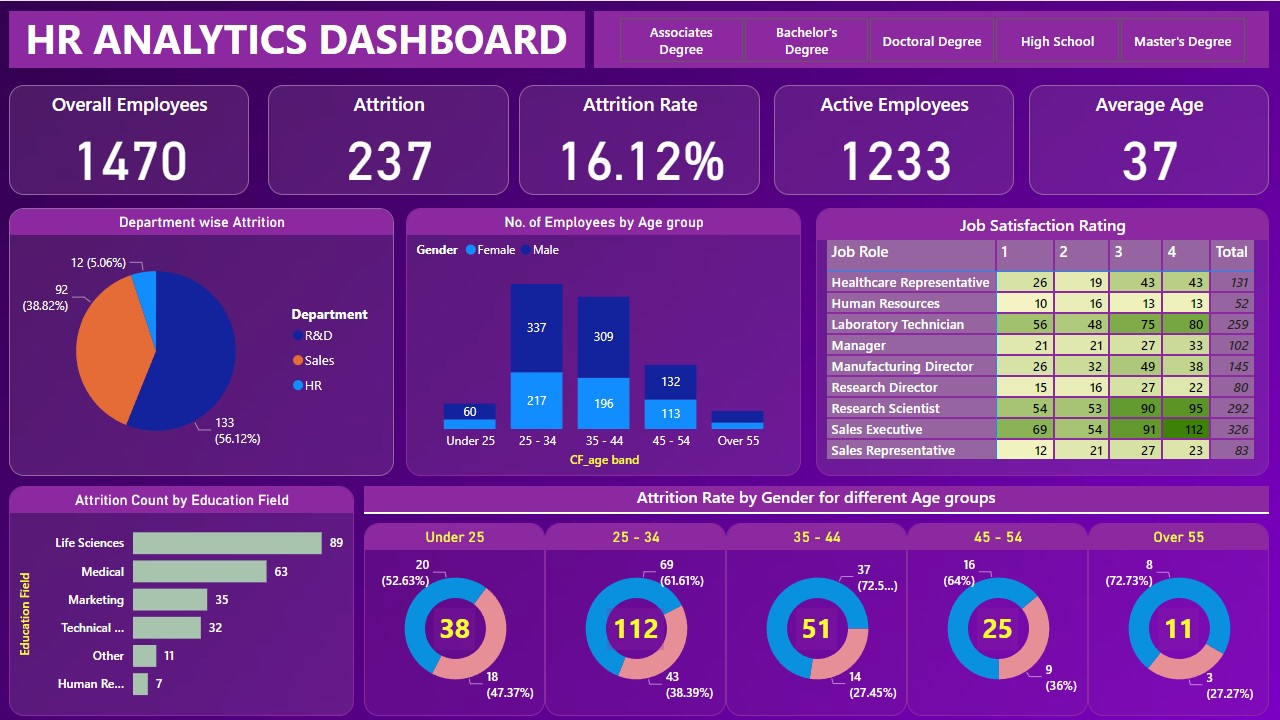 HR ANALYTICS DASHBOARD
Associates
Degree
Bachelor's
Degree
Doctoral Degree
High School
Master's Degree
Overall Employees
1470
Attrition
237
Attrition Rate
16.12%
Active Employees
1233
Average Age
37
Department wise Attrition
12 (5.06%)
92
(38.82%)
133
(56.12%)
Department
R&D
Sales
HR
No. of Employees by Age group
Gender Female Male
60
337
217
309
196
132
113
Under 25 25 - 34 35 - 44 45 - 54 Over 55
CF_age band
Job Satisfaction Rating
Job Role 1 2 3 4 Total
Healthcare Representative 26 19 43 43 131
Human Resources 10 16 13 13 52
Laboratory Technician 56 48 75 80 259
Manager 21 21 27 33 102
Manufacturing Director 26 32 49 38 145
Research Director 15 16 27 22 80
Research Scientist 54 53 90 95 292
Sales Executive 69 54 91 112 326
Sales Representative 12 21 27 23 83
Attrition Count by Education Field
Education Field
Life Sciences 89
Medical 63
Marketing 35
Technical ... 32
Other 11
Human Re... 7
Attrition Rate by Gender for different Age groups
Under 25
20
(52.63%)
38
18
(47.37%)
25 - 34
69
(61.61%)
112
43
(38.39%)
35 - 44
37
(72.5...)
51
14
(27.45%)
45 - 54
16
(64%)
25
9
(36%)
Over 55
8
(72.73%)
11
3
(27.27%)